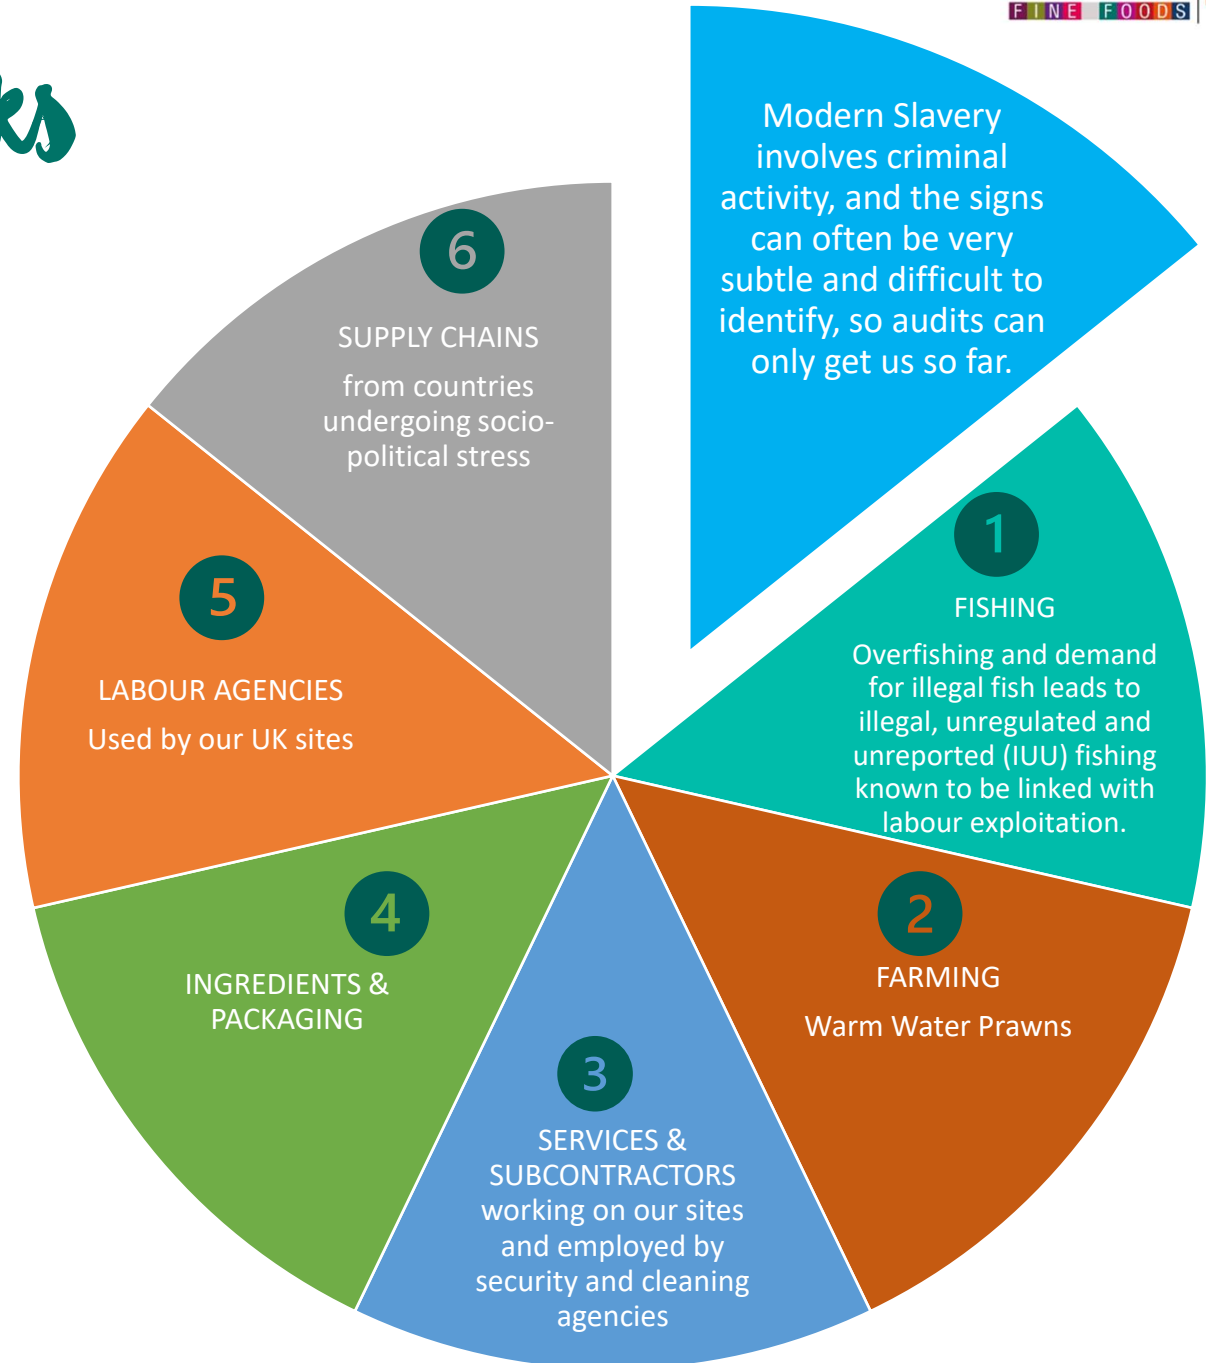 FINE FOODS
Modern Slavery
involves criminal
activity, and the signs
can often be very
subtle and difficult to
identify, so audits can
only get us so far.
1
FISHING
Overfishing and demand
for illegal fish leads to
illegal, unregulated and
unreported (IUU) fishing
known to be linked with
labour exploitation.
2
FARMING
Warm Water Prawns
3
SERVICES &
SUBCONTRACTORS
working on our sites
and employed by
security and cleaning
agencies
4
INGREDIENTS &
PACKAGING
5
LABOUR AGENCIES
Used by our UK sites
6
SUPPLY CHAINS
from countries
undergoing socio-
political stress